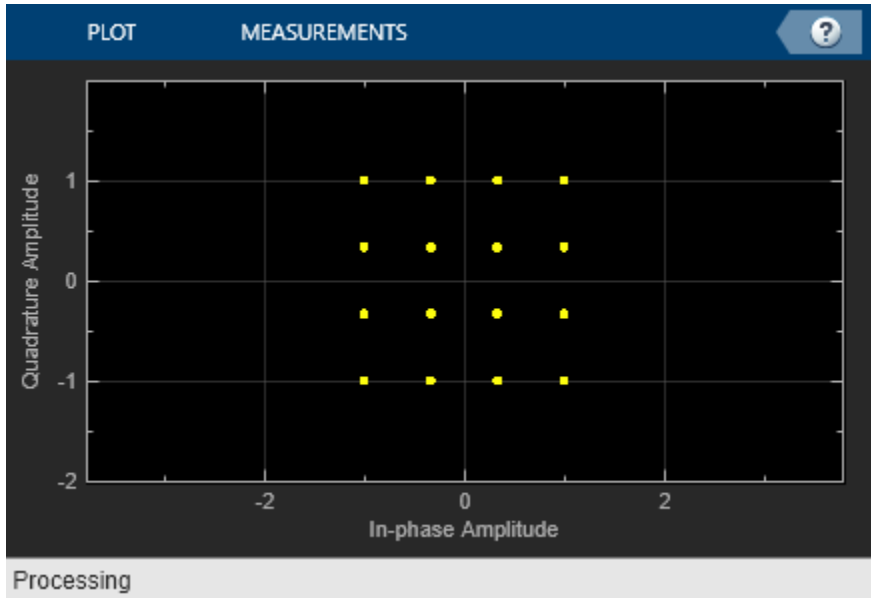 PLOT MEASUREMENTS ?
1
0
-1
-2
Quadrature Amplitude
-2 0 2
In-phase Amplitude
Processing